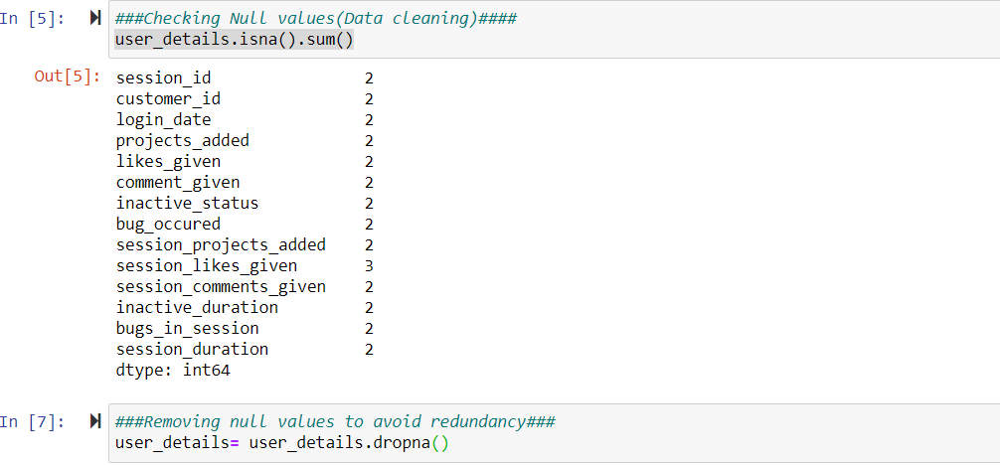 In [5]: ###Checking Null values(Data cleaning)####
user_details.isna().sum()
Out[5]: session_id 2
customer_id 2
login_date 2
projects_added 2
likes_given 2
comment_given 2
inactive_status 2
bug_occured 2
session_projects_added 2
session_likes_given 3
session_comments_given 2
inactive_duration 2
bugs_in_session 2
session_duration 2
dtype: int64
In [7]: ###Removing null values to avoid redundancy###
user_details= user_details.dropna()